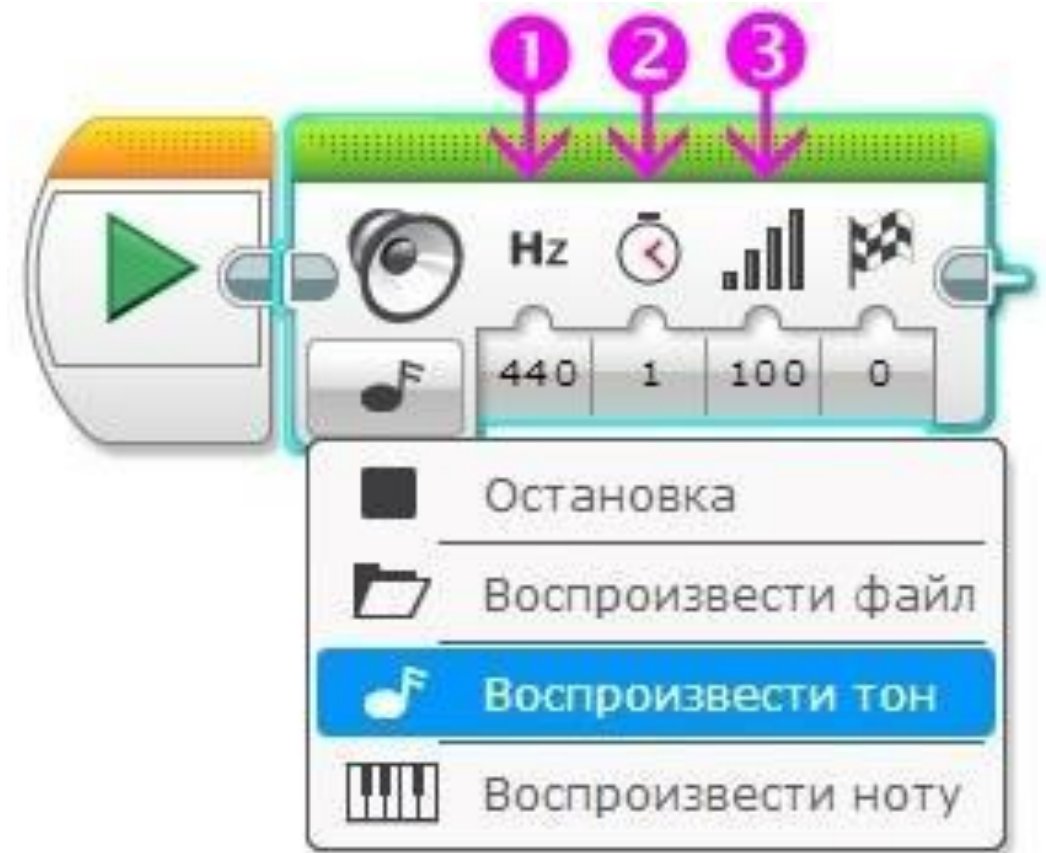 1 2 3
Hz
440 1 100 0
Остановка
Воспроизвести файл
Воспроизвести тон
Воспроизвести ноту